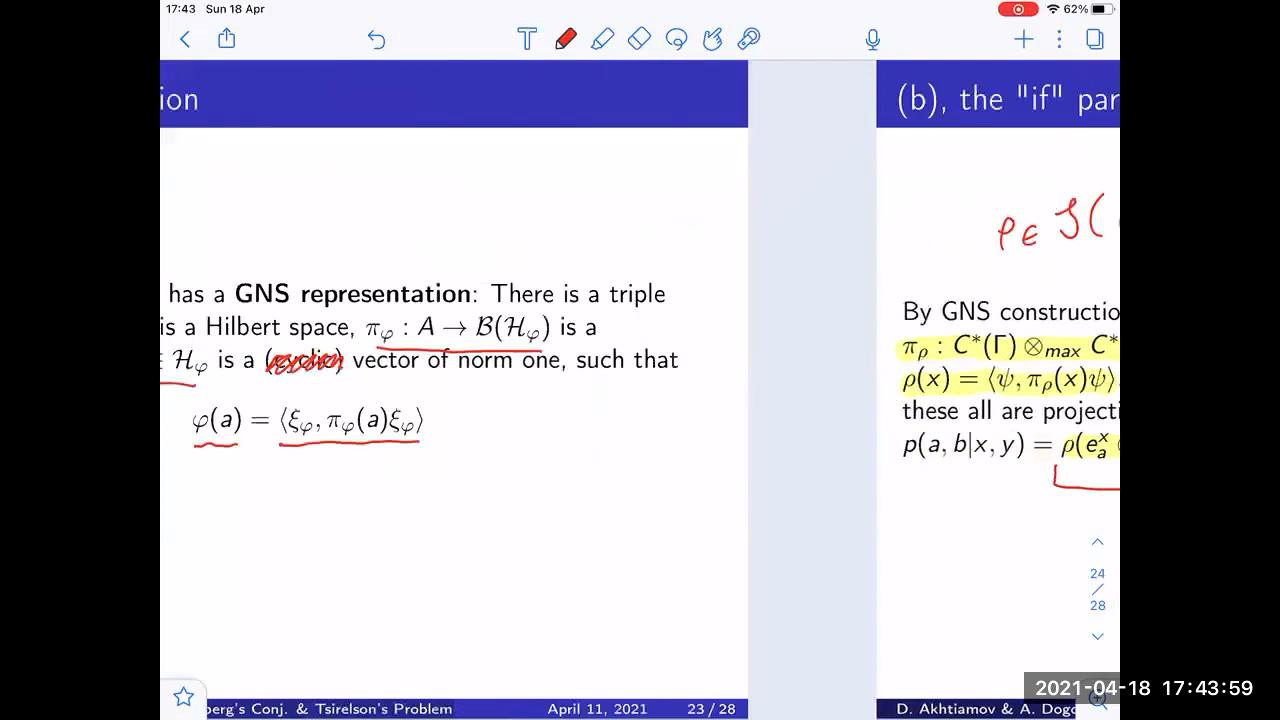 17:43 Sun 18 Apr
62%
ion
has a GNS representation: There is a triple
is a Hilbert space, π_φ : A → B(H_φ) is a
∈ H_φ is a (cyclic) vector of norm one, such that
φ(a) = ⟨ξ_φ, π_φ(a)ξ_φ⟩
berg's Conj. & Tsirelson's Problem April 11, 2021 23 / 28
(b), the "if" par
ρ ∈ S(
By GNS constructio
π_ρ : C*(Γ) ⊗_max C*
ρ(x) = ⟨ψ, π_ρ(x)ψ⟩
these all are projecti
p(a, b|x, y) = ρ(e_a^x
24
/
28
D. Akhtiamov & A. Dogo
2021-04-18 17:43:59